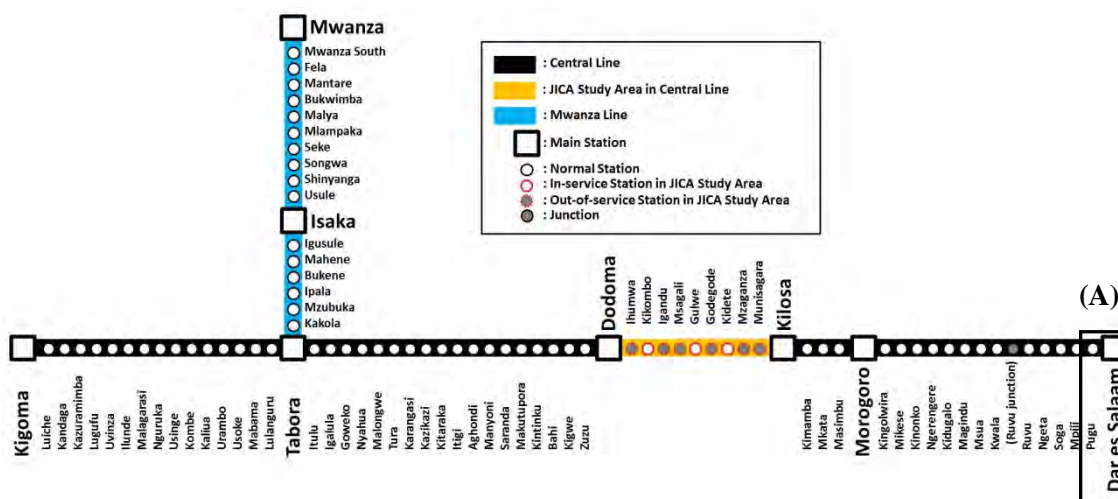 Mwanza
Mwanza South
Fela
Mantare
Bukwimba
Malya
Mlampaka
Seke
Songwa
Shinyanga
Usule
Isaka
Igusule
Mahene
Bukene
Ipala
Mzubuka
Kakola
: Central Line
: JICA Study Area in Central Line
: Mwanza Line
: Main Station
: Normal Station
: In-service Station in JICA Study Area
: Out-of-service Station in JICA Study Area
: Junction
(A)
Dodoma
Ihumwa
Kikombo
Igandu
Msagali
Gulwe
Godegode
Kidete
Mzaganza
Munisagara
Kilosa
Kigoma
Luiche
Kandaga
Kazuramimba
Lugufu
Uvinza
Ilunde
Malagarasi
Nguruka
Usinge
Kombe
Kaliua
Urambo
Usoke
Mabama
Lulanguru
Tabora
Itulu
Igalula
Goweko
Nyahua
Malongwe
Tura
Karangasi
Kazikazi
Kitaraka
Itigi
Aghondi
Manyoni
Saranda
Makutupora
Kintinku
Bahi
Kigwe
Zuzu
Kimamba
Mkata
Masimbu
Morogoro
Kingolwira
Mikese
Kinonko
Ngerengere
Kidugalo
Magindu
Msua
Kwala
(Ruvu junction)
Ruvu
Ngeta
Soga
Mpiji
Pugu
Dar es Salaam